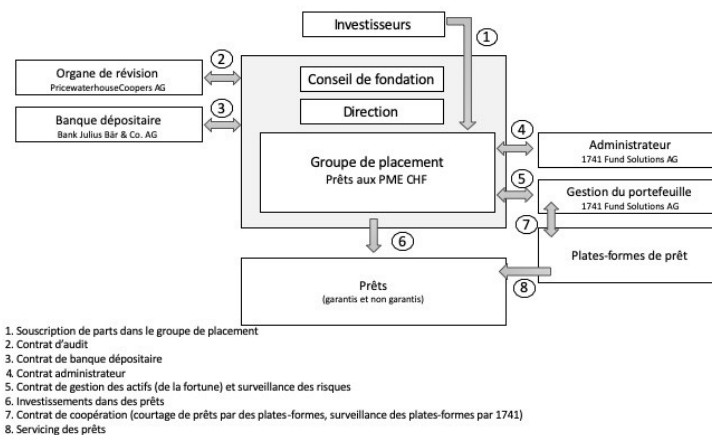 Investisseurs
1
2
Organe de révision
PricewaterhouseCoopers AG
Conseil de fondation
3
Banque dépositaire
Bank Julius Bär & Co. AG
Direction
4
Administrateur
1741 Fund Solutions AG
Groupe de placement
Prêts aux PME CHF
5
Gestion du portefeuille
1741 Fund Solutions AG
7
6
Plates-formes de prêt
Prêts
(garantis et non garantis)
8
1. Souscription de parts dans le groupe de placement
2. Contrat d'audit
3. Contrat de banque dépositaire
4. Contrat administrateur
5. Contrat de gestion des actifs (de la fortune) et surveillance des risques
6. Investissements dans des prêts
7. Contrat de coopération (courtage de prêts par des plates-formes, surveillance des plates-formes par 1741)
8. Servicing des prêts